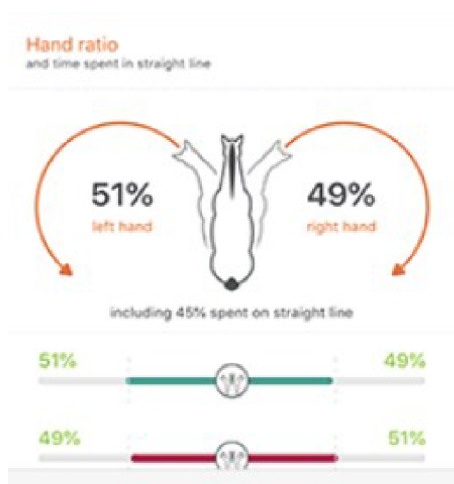 Hand ratio
and time spent in straight line
51%
left hand
49%
right hand
including 45% spent on straight line
51%
49%
49%
51%